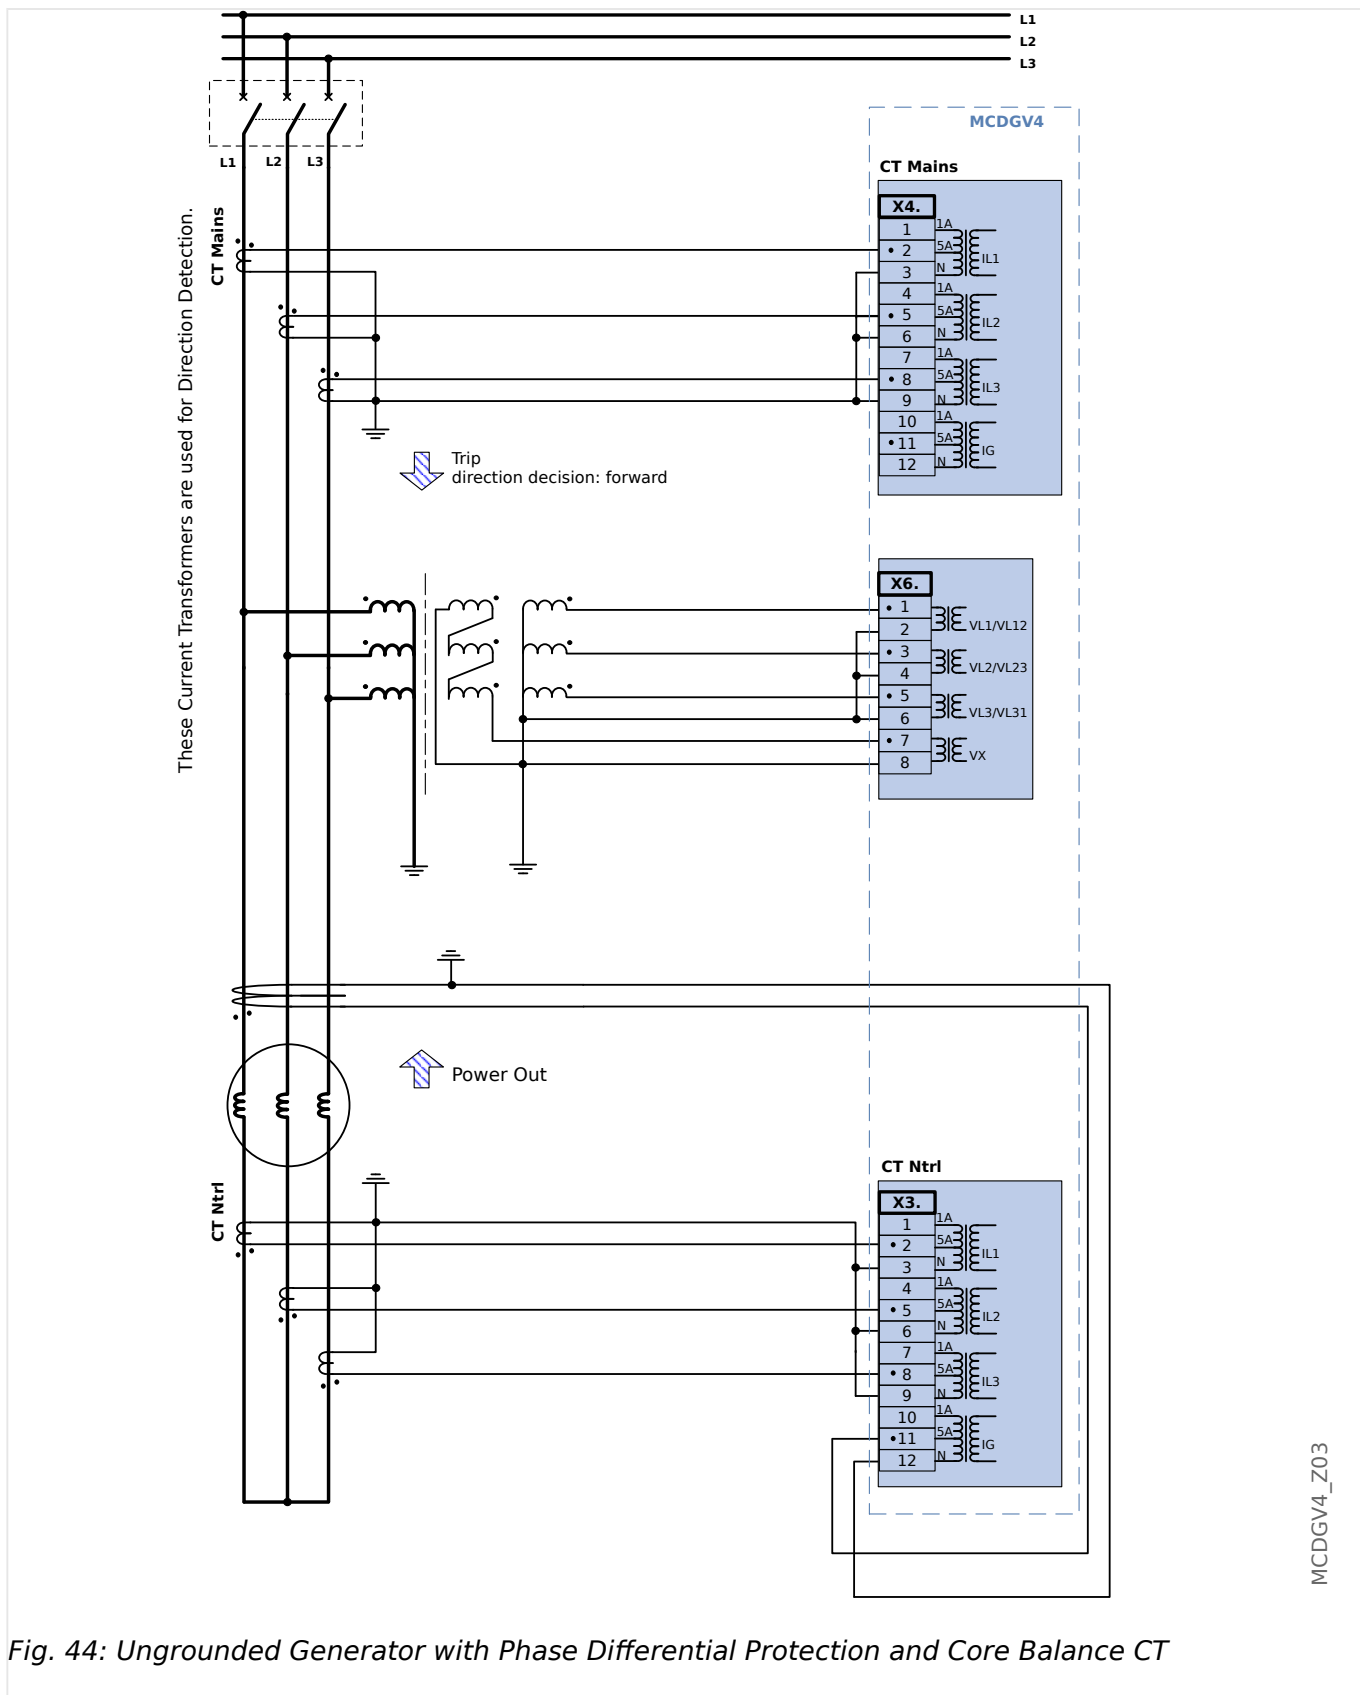 L1
L2
L3
L1
L2
L3
These Current Transformers are used for Direction Detection.
CT Mains
MCDGV4
CT Mains
X4.
1
1A
2
5A
IL1
3
N
4
1A
5
5A
IL2
6
N
7
1A
8
5A
IL3
9
N
10
1A
11
5A
IG
12
N
Trip
direction decision: forward
X6.
1
VL1/VL12
2
3
VL2/VL23
4
5
VL3/VL31
6
7
VX
8
Power Out
CT Ntrl
CT Ntrl
X3.
1
1A
2
5A
IL1
3
N
4
1A
5
5A
IL2
6
N
7
1A
8
5A
IL3
9
N
10
1A
11
5A
IG
12
N
MCDGV4_Z03
Fig. 44: Ungrounded Generator with Phase Differential Protection and Core Balance CT